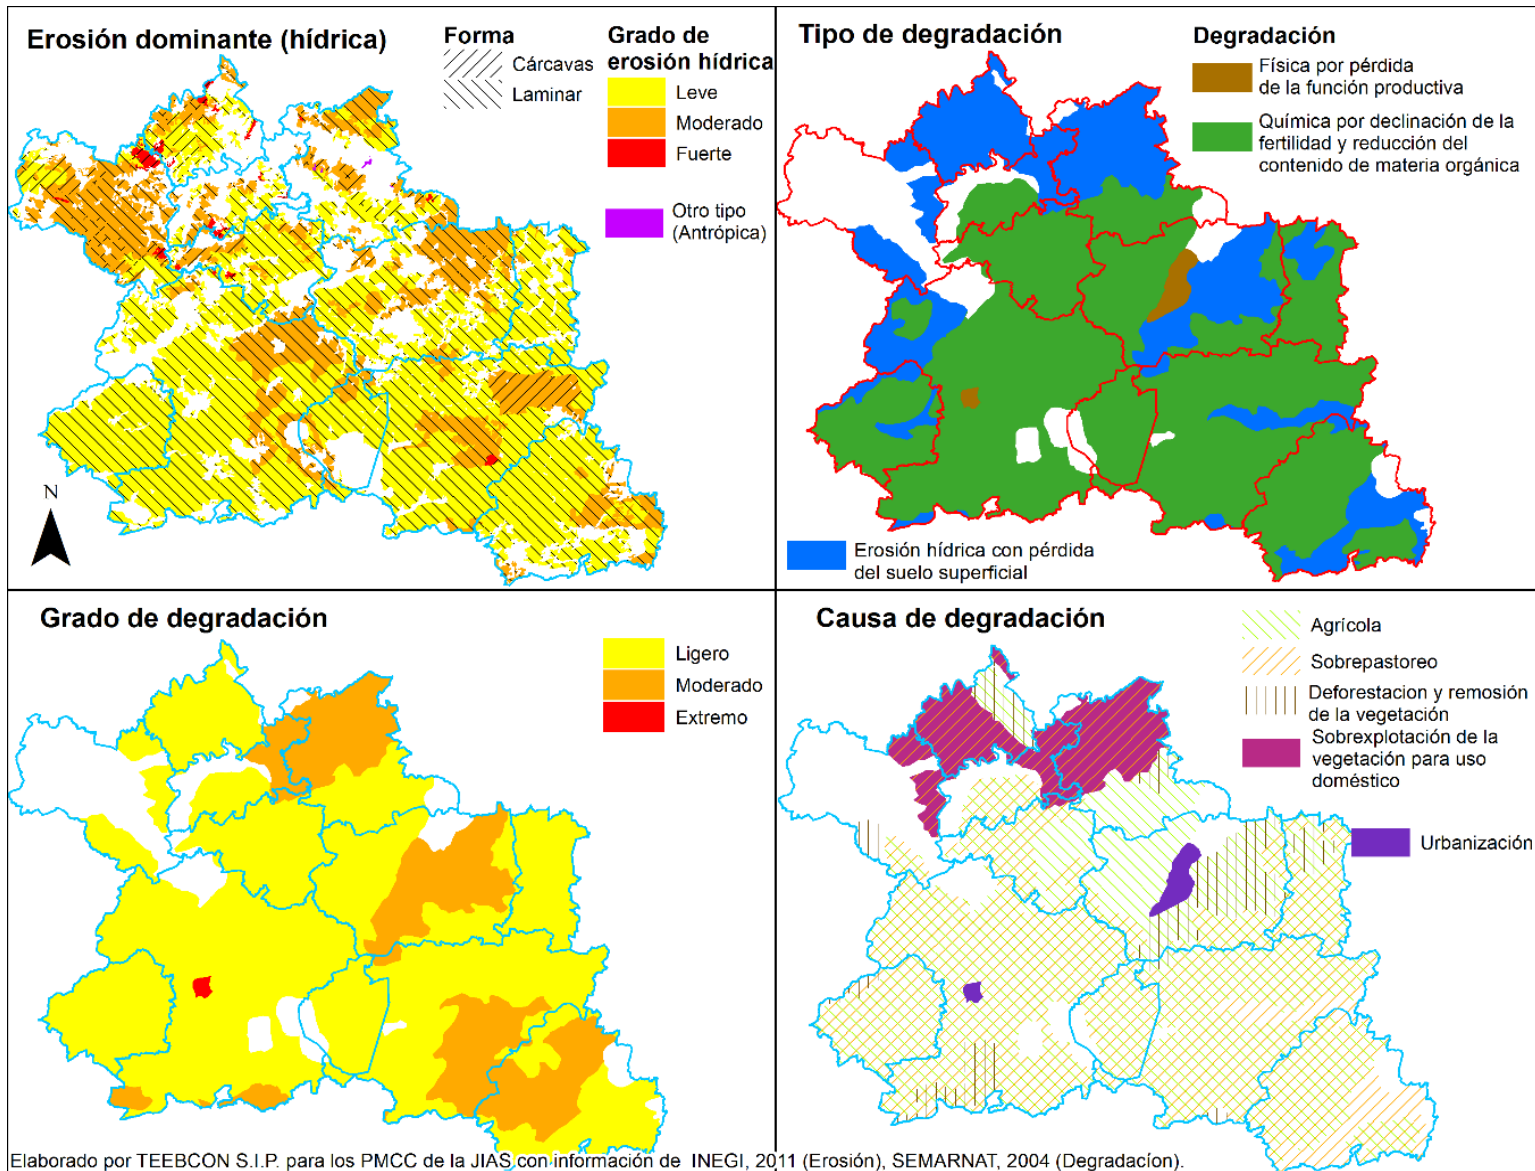 Erosión dominante (hídrica)
Forma
Cárcavas
Laminar
Grado de
erosión hídrica
Leve
Moderado
Fuerte
Otro tipo
(Antrópica)
N
Tipo de degradación
Degradación
Física por pérdida
de la función productiva
Química por declinación de la
fertilidad y reducción del
contenido de materia orgánica
Erosión hídrica con pérdida
del suelo superficial
Grado de degradación
Ligero
Moderado
Extremo
Causa de degradación
Agrícola
Sobrepastoreo
Deforestacion y remosión
de la vegetación
Sobrexplotación de la
vegetación para uso
doméstico
Urbanización
Elaborado por TEEBCON S.I.P. para los PMCC de la JIAS con información de INEGI, 2011 (Erosión), SEMARNAT, 2004 (Degradacíon).